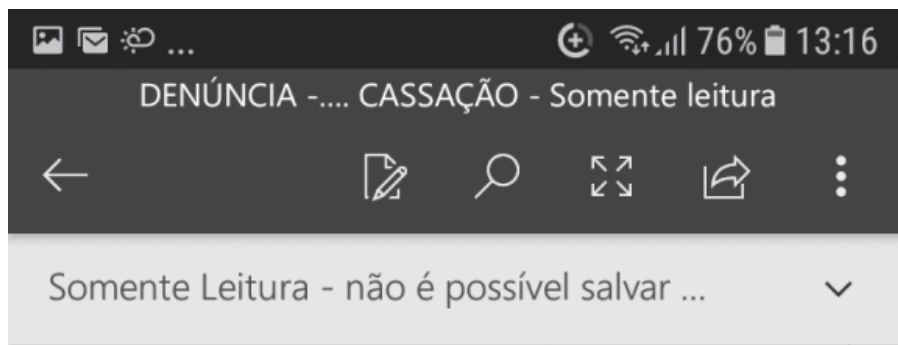 ... 76% 13:16
DENÚNCIA -.... CASSAÇÃO - Somente leitura
Somente Leitura - não é possível salvar ...